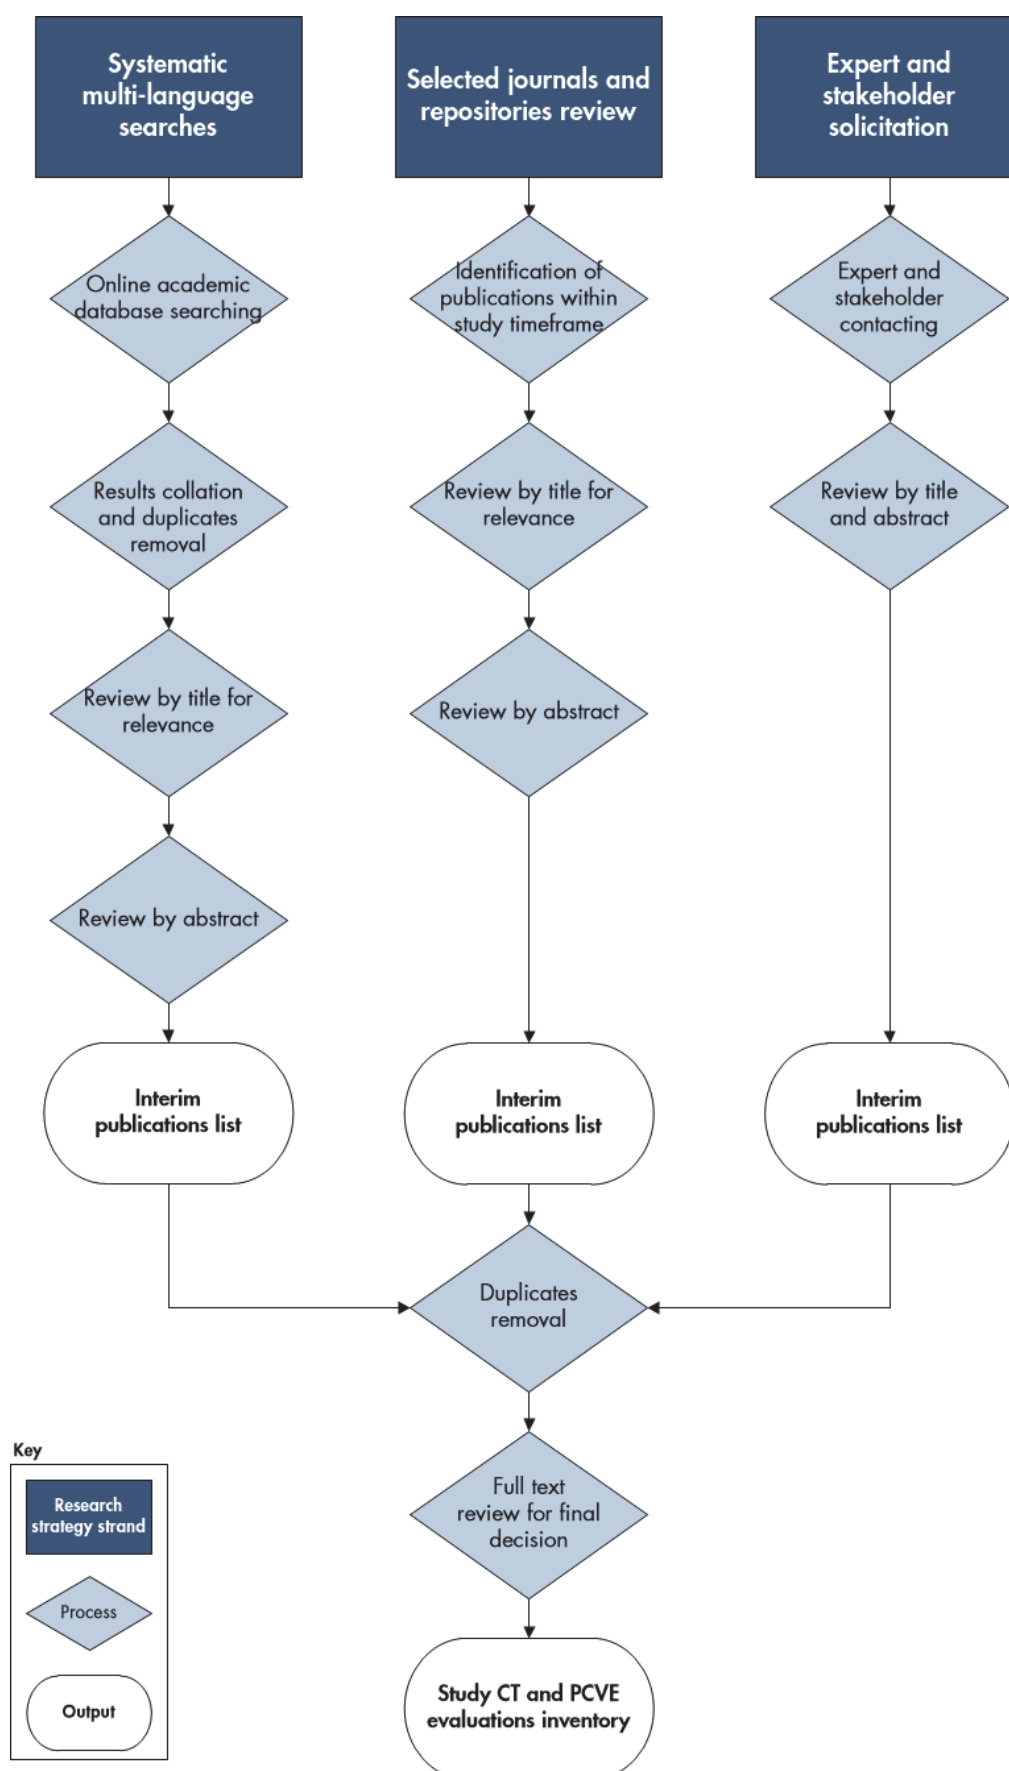 Systematic
multi-language
searches
Selected journals and
repositories review
Expert and
stakeholder
solicitation
Online academic
database searching
Identification of
publications within
study timeframe
Expert and
stakeholder
contacting
Results collation
and duplicates
removal
Review by title for
relevance
Review by title
and abstract
Review by title for
relevance
Review by abstract
Review by abstract
Interim
publications list
Interim
publications list
Interim
publications list
Duplicates
removal
Full text
review for final
decision
Study CT and PCVE
evaluations inventory
Key
Research
strategy strand
Process
Output